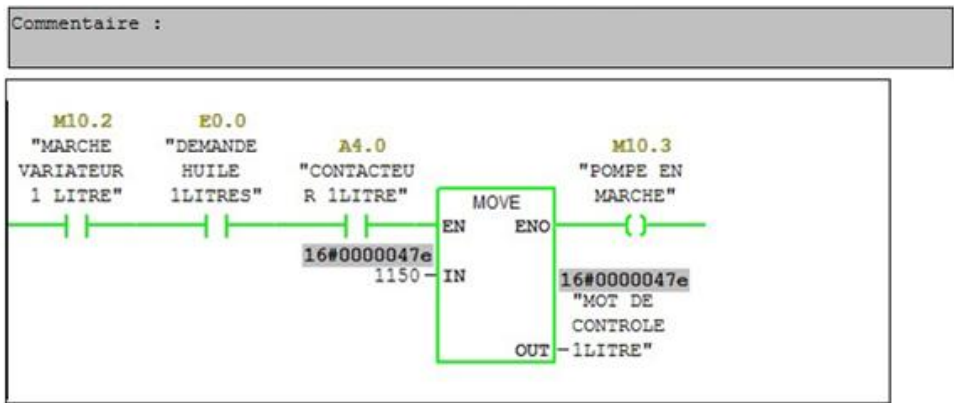 Commentaire :
M10.2
"MARCHE
VARIATEUR
1 LITRE"
E0.0
"DEMANDE
HUILE
1LITRES"
A4.0
"CONTACTEU
R 1LITRE"
M10.3
"POMPE EN
MARCHE"
MOVE
EN
ENO
16#0000047e
1150
IN
16#0000047e
"MOT DE
CONTROLE
OUT
1LITRE"